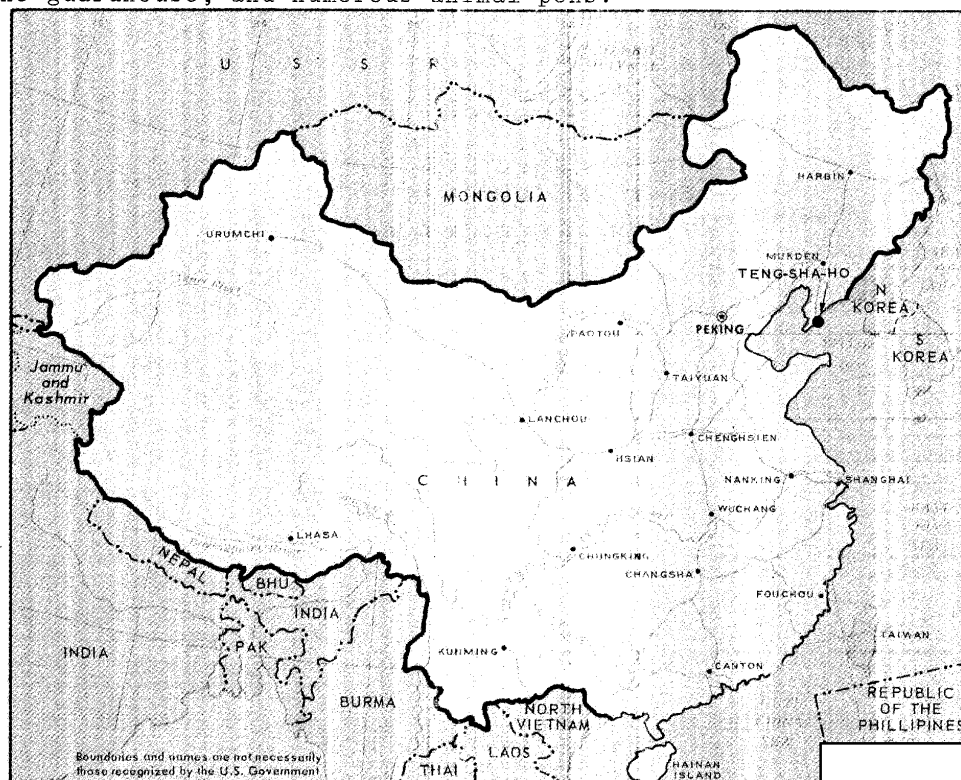 the guardhouse, and numerous animal pens.
U S S R
MONGOLIA
HARBIN
URUMCHI
MUKDEN
TENG-SHA-HO
N
KOREA
PAOTOU
PEKING
S
KOREA
Jammu
and
Kashmir
TAIYUAN
LANCHOU
CHENGHSIEN
HSIAN
CHINA
NANKING
SHANGHAI
WUCHANG
LHASA
CHUNGKING
NEPAL
BHU
CHANGSHA
INDIA
FOUCHOU
INDIA
PAK
TAIWAN
KUNMING
CANTON
BURMA
REPUBLIC
OF THE
PHILLIPINES
NORTH
VIETNAM
LAOS
Boundaries and names are not necessarily
those recognized by the U.S. Government
THAI
HAINAN
ISLAND